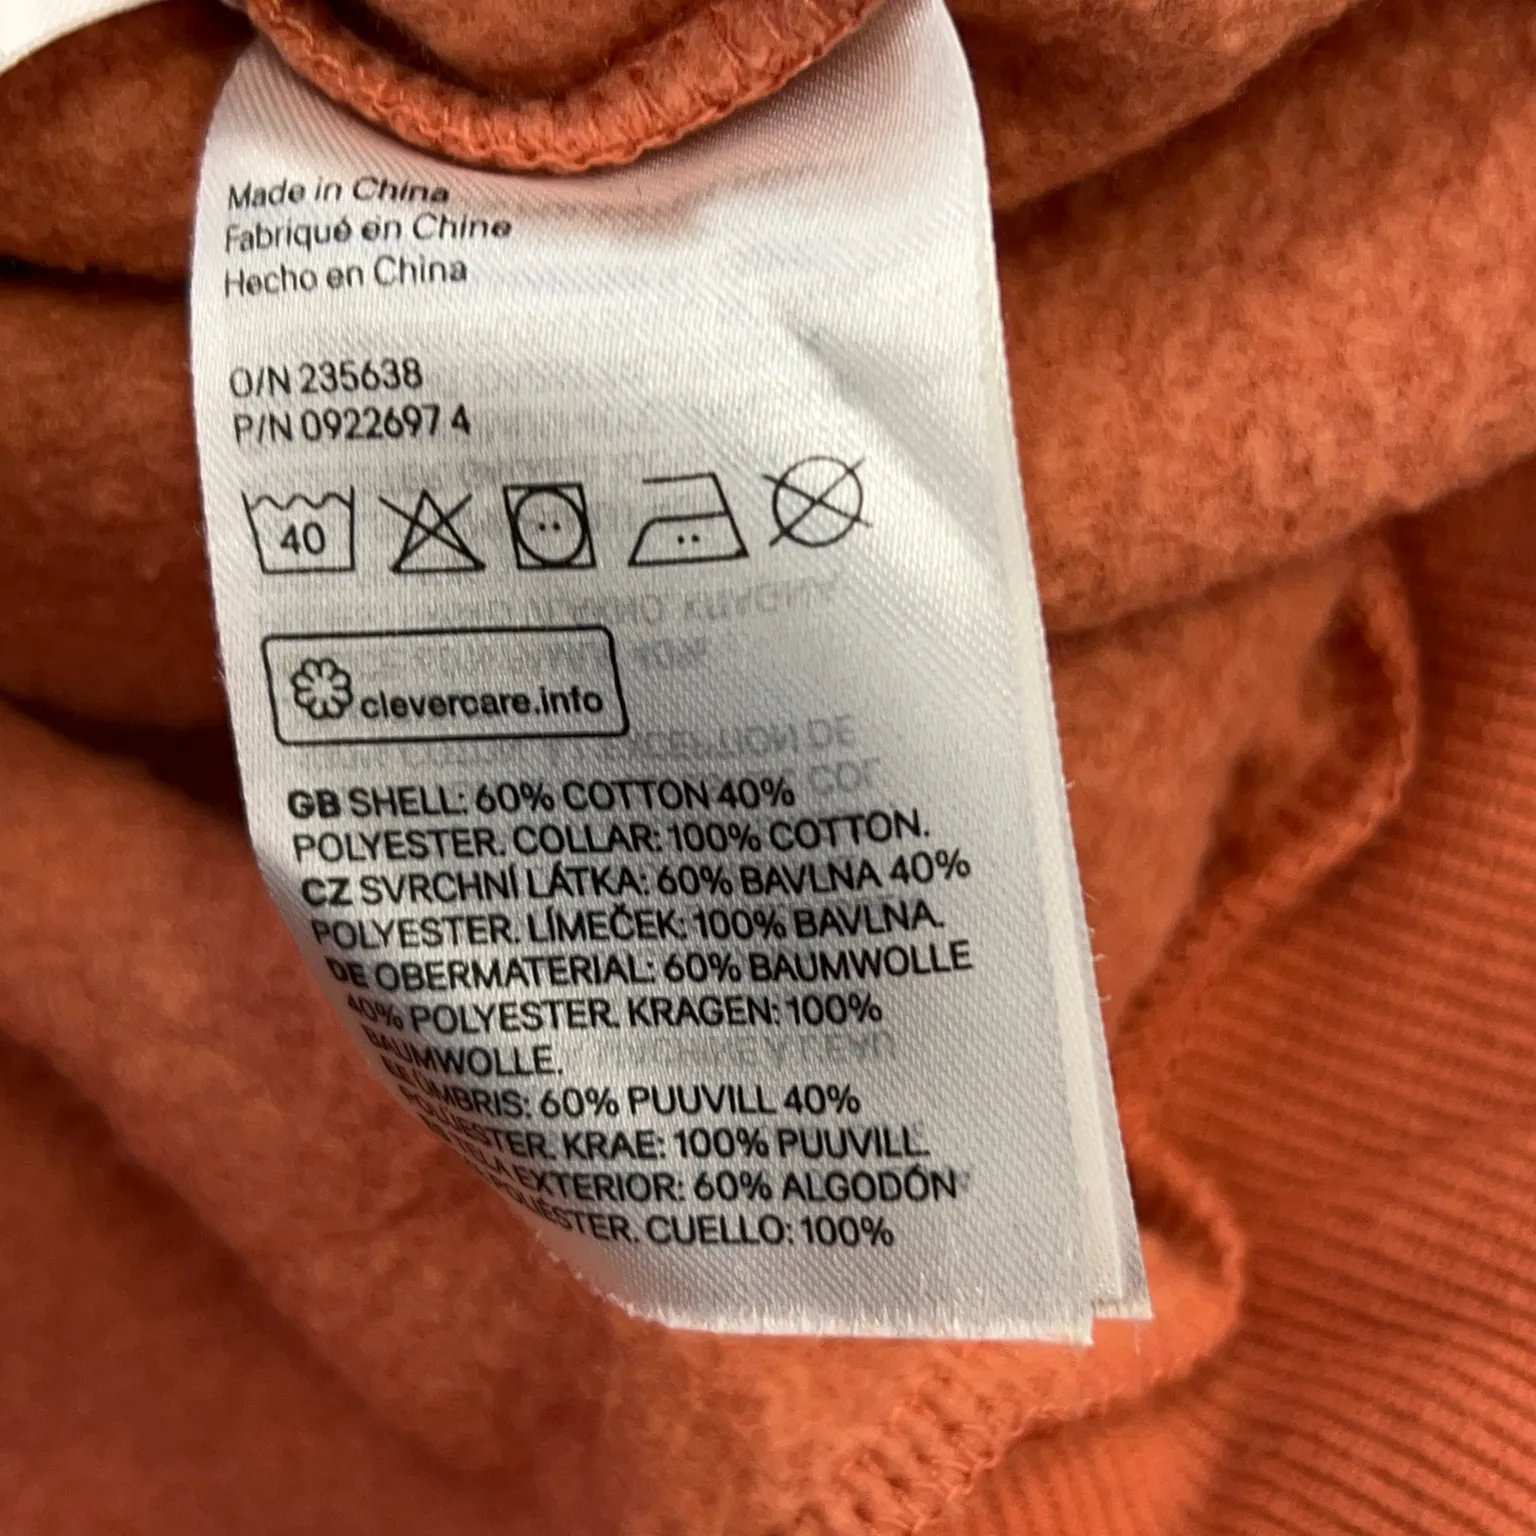 Made in China
Fabriqué en Chine
Hecho en China
O/N 235638
P/N 0922697 4
40
clevercare.info
GB SHELL: 60% COTTON 40%
POLYESTER. COLLAR: 100% COTTON.
CZ SVRCHNÍ LÁTKA: 60% BAVLNA 40%
POLYESTER. LÍMEČEK: 100% BAVLNA.
DE OBERMATERIAL: 60% BAUMWOLLE
40% POLYESTER. KRAGEN: 100%
BAUMWOLLE.
60% PUUVILL 40%
KRAE: 100% PUUVILL.
EXTERIOR: 60% ALGODÓN
CUELLO: 100%